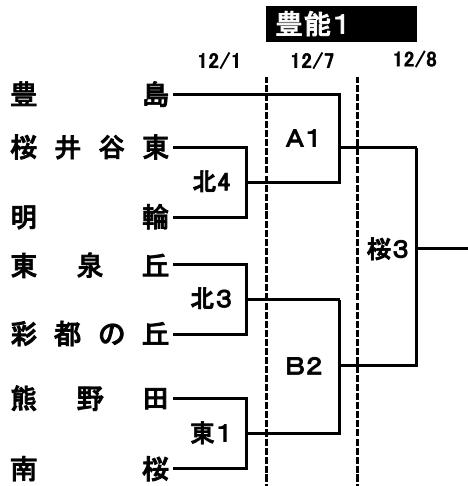 豊能1
12/1 12/7 12/8
豊島
A1
桜井谷東
北4
明輪
桜3
東泉丘
北3
彩都の丘
B2
熊野田
東1
南桜